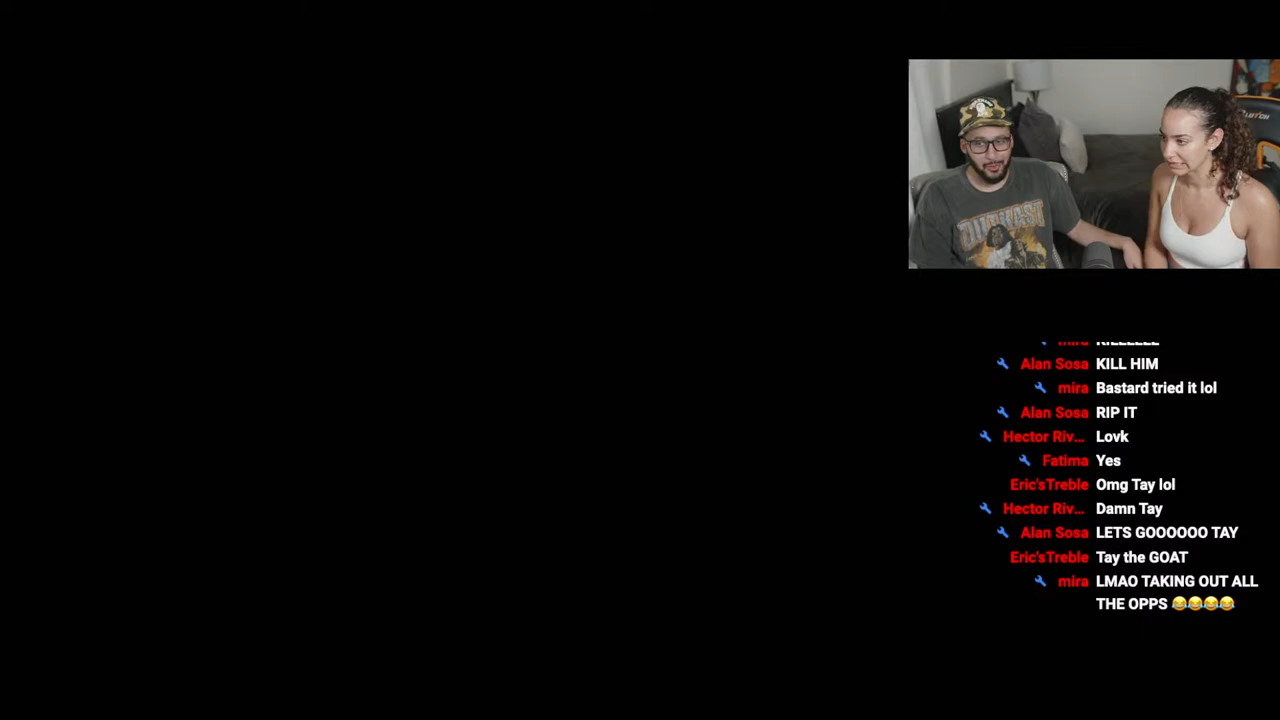 OUTKAST
Alan Sosa KILL HIM
mira Bastard tried it lol
Alan Sosa RIP IT
Hector Riv... Lovk
Fatima Yes
Eric'sTreble Omg Tay lol
Hector Riv... Damn Tay
Alan Sosa LETS GOOOOOO TAY
Eric'sTreble Tay the GOAT
mira LMAO TAKING OUT ALL
THE OPPS 😂😂😂😂